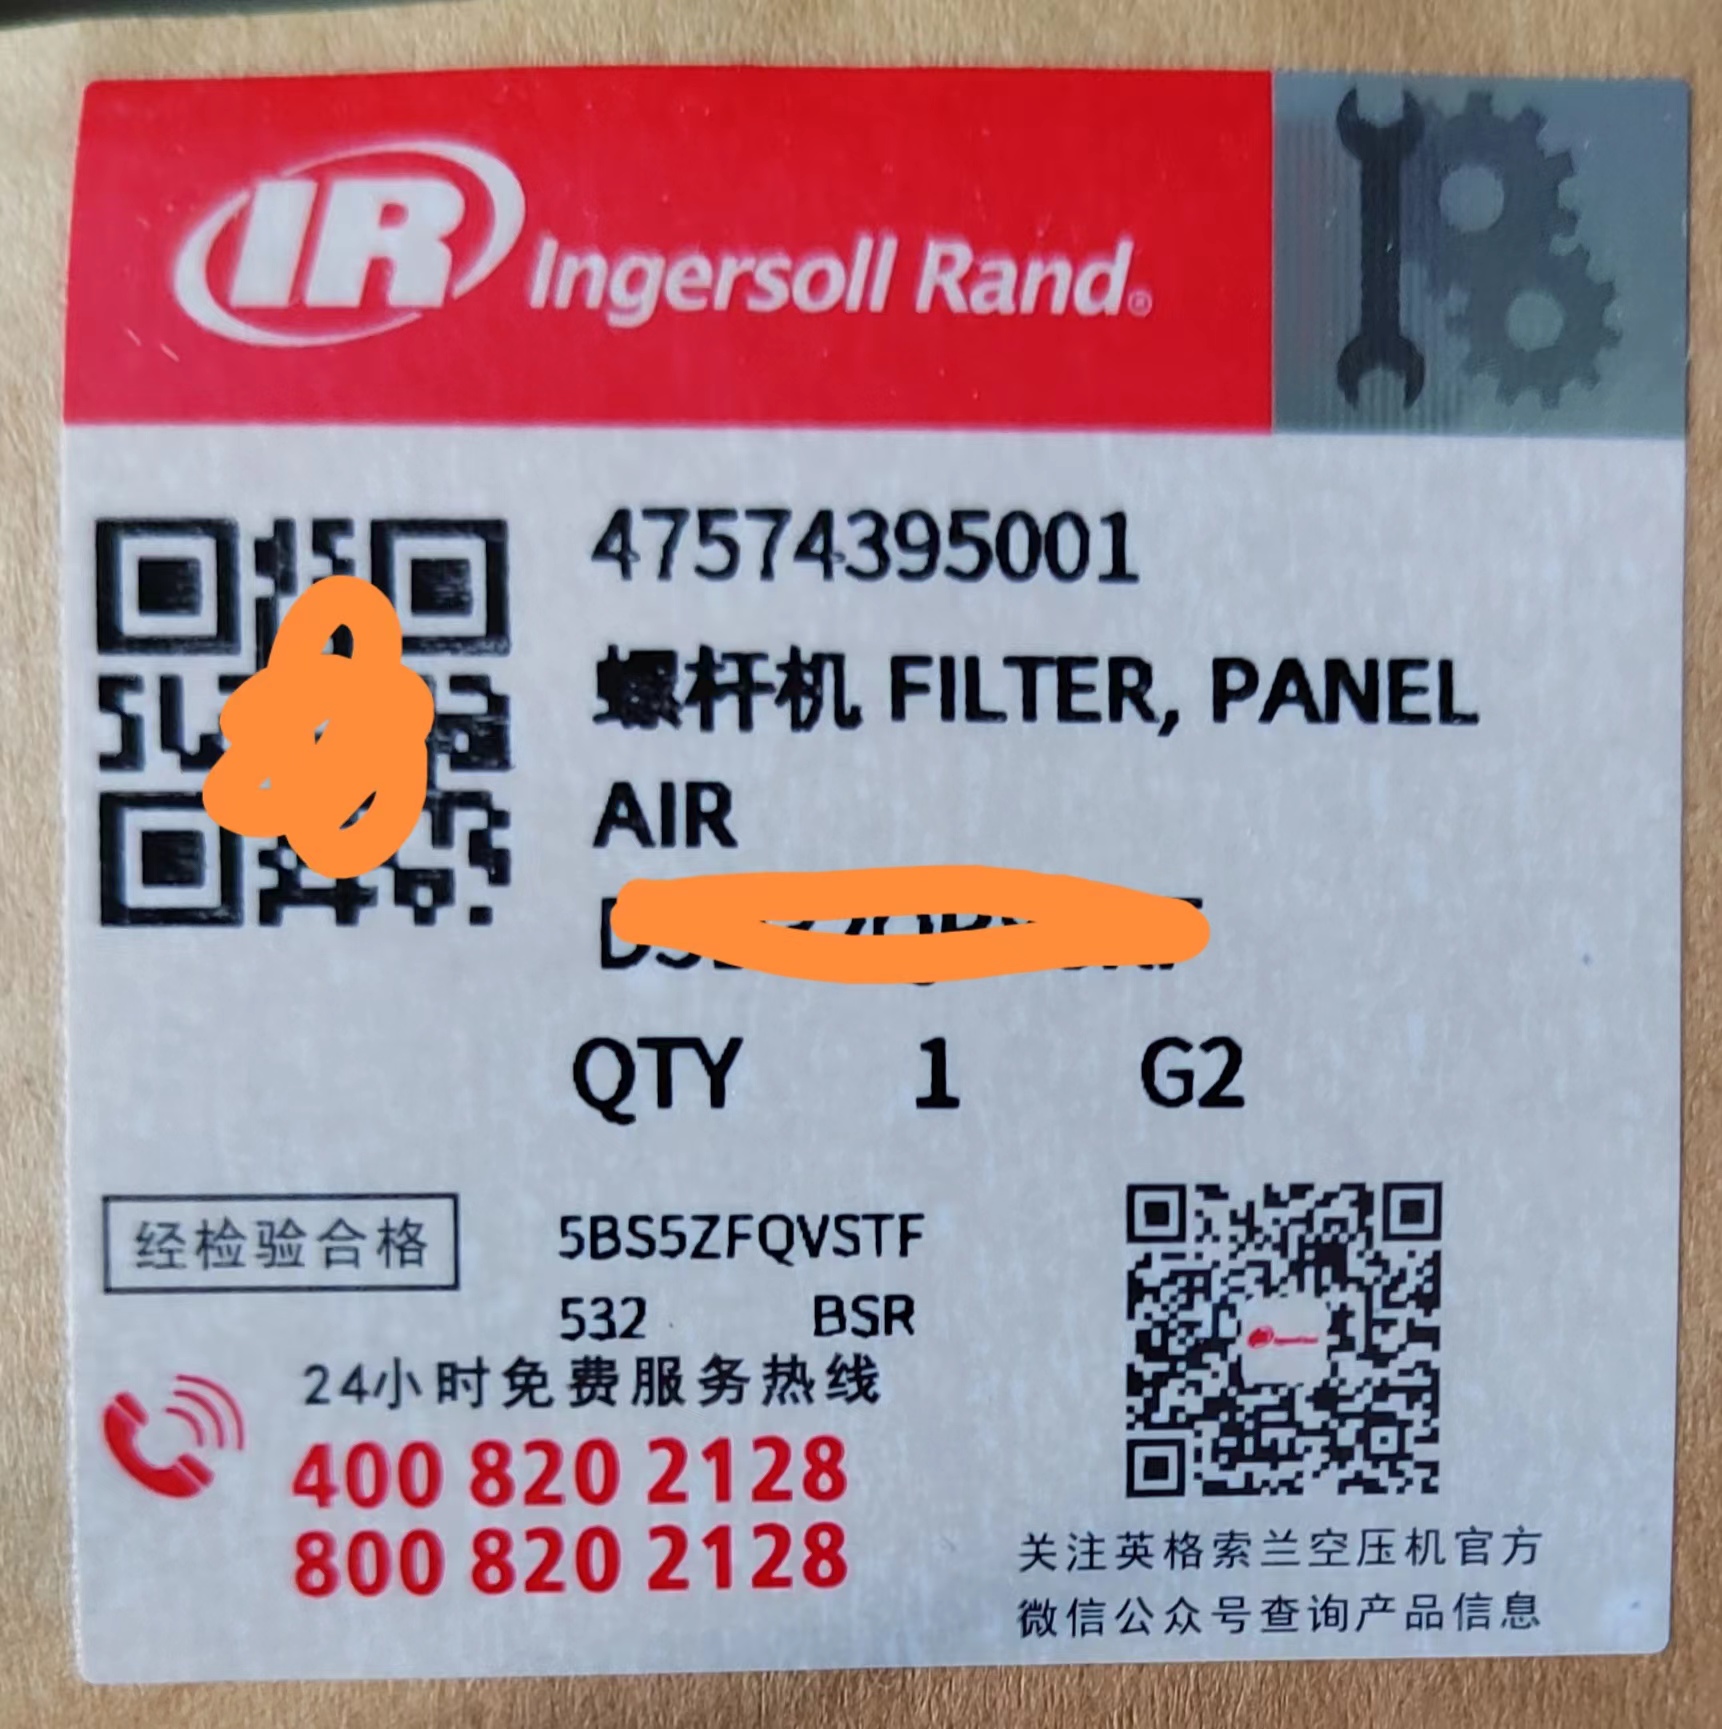 IR Ingersoll Rand®
47574395001
螺杆机 FILTER, PANEL
AIR
QTY 1 G2
经检验合格
5BS5ZFQVSTF
532 BSR
24小时免费服务热线
400 820 2128
800 820 2128
关注英格索兰空压机官方
微信公众号查询产品信息